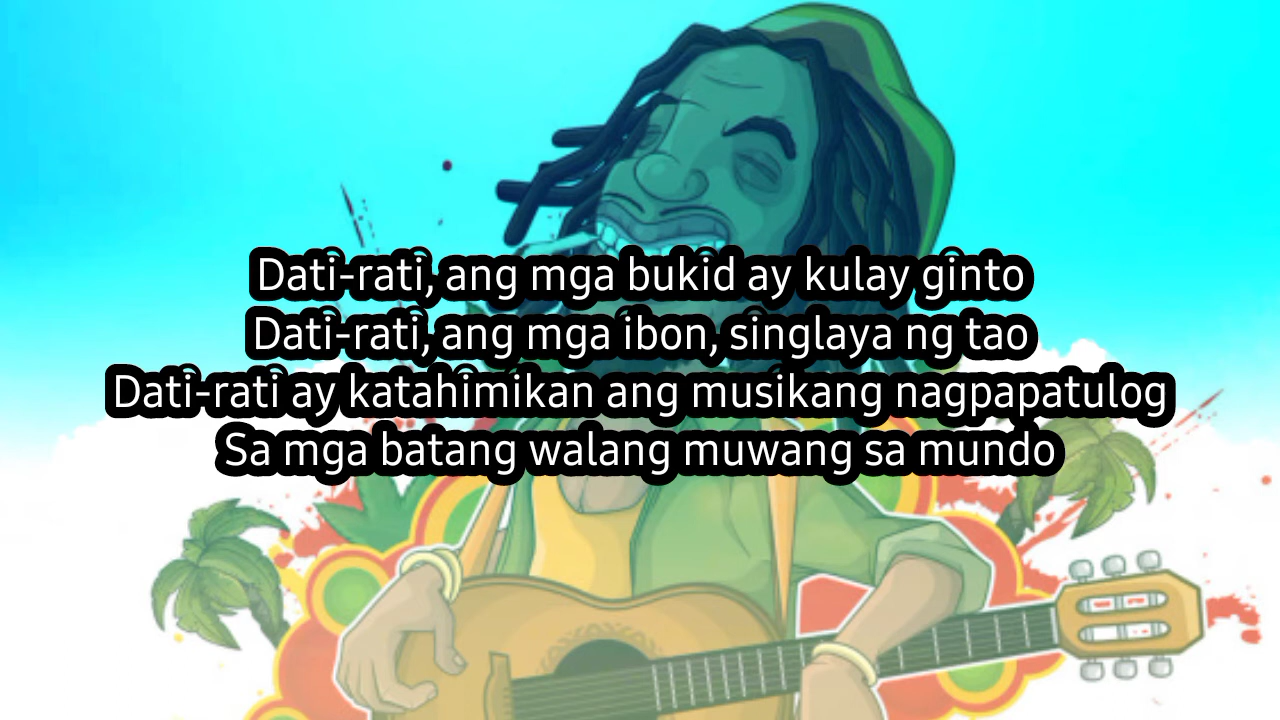 Dati-rati, ang mga bukid ay kulay ginto
Dati-rati, ang mga ibon, singlaya ng tao
Dati-rati ay katahimikan ang musikang nagpapatulog
Sa mga batang walang muwang sa mundo